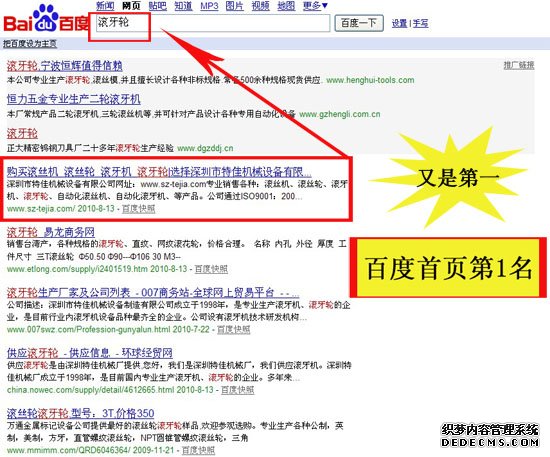 新闻 网页 贴吧 知道 MP3 图片 视频 地图 更多▼
Bai du 百度
滚牙轮
百度一下
设置 | 手写
把百度设为主页
滚牙轮,宁波恒辉值得信赖
推广链接
本公司专业生产滚牙轮,滚丝模,并且擅长设计各种非标规格.常备500余种规格现货供应. www.henghui-tools.com
恒力五金专业生产二轮滚牙机
本厂常规产品二轮滚牙机,三轮滚丝机等,并可针对产品设计各种专用自动化设备 www.gzhengli.com.cn
滚牙轮
正大精密钨钢刀具厂二十多年滚牙轮生产经验 www.dgzddj.cn
购买滚丝机 滚丝轮 滚牙机 滚牙轮|选择深圳市特佳机械设备有限...
深圳市特佳机械设备有限公司网址：www.sz-tejia.com专业销售各种：滚丝机、滚丝轮、滚牙
机、滚牙轮、自动化滚丝机、自动化滚牙机、等产品。公司通过ISO9001：200...
www.sz-tejia.com/ 2010-8-13 - 百度快照
又是第一
百度首页第1名
滚牙轮 易龙商务网
销售台湾产，各种规格的滚牙轮、直纹、网纹滚花轮，价格合理。 名称 内孔 外径 厚度 工
件尺寸 三T滚丝轮 Φ50.50 Φ90--Φ106 30 M3--
www.etlong.com/supply/i2401519.htm 2010-8-13 - 百度快照
滚牙轮生产厂家及公司列表 - 007商务站-全球网上贸易平台 - - ...
公司描述：深圳市特佳机械设备制造有限公司成立于1998年，是专业生产滚牙机、滚牙轮的企
业，是目前行业内滚牙机设备品种最齐全的企业。公司设有滚牙机技术研发机构...
www.007swz.com/Profession-gunyalun.html 2010-7-22 - 百度快照
供应滚牙轮 - 供应信息 - 环球经贸网
供应滚牙轮是由深圳特佳机械厂提供,您好，我们是深圳特佳机械厂，我们供应滚牙机。深圳特
佳机械厂成立于1998年，是目前国内专业生产滚牙机、滚牙轮的企业。多年来...
china.nowec.com/supply/detail/4612665.html 2010-8-13 - 百度快照
滚丝轮滚牙轮,型号：3T,价格350
万通金属标记设备公司提供最好的滚丝轮滚牙轮样品,欢迎参观选购。专业生产各种公制，英
制，美制，方牙，直管螺纹滚丝轮，NPT圆锥管螺纹滚丝轮，三角
www.mmimm.com/QRD6046364/ 2009-11-21 - 百度快照
织梦内容管理系统
DEDECMS.COM